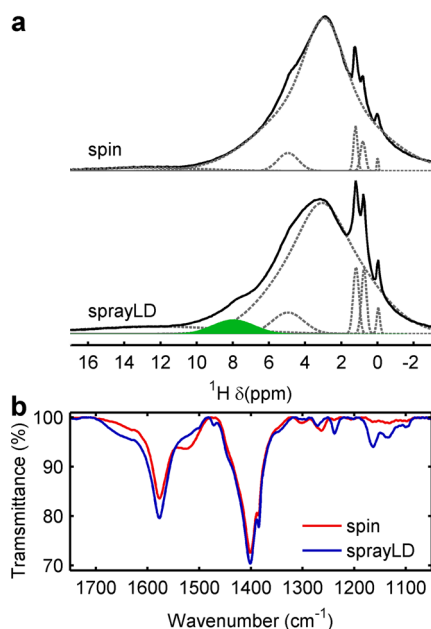 a
spin
sprayLD
16 14 12 10 8 6 4 2 0 -2
¹H δ(ppm)
b
100
90
80
70
Tramsmittance (%)
spin
sprayLD
1700 1600 1500 1400 1300 1200 1100
Wavenumber (cm⁻¹)